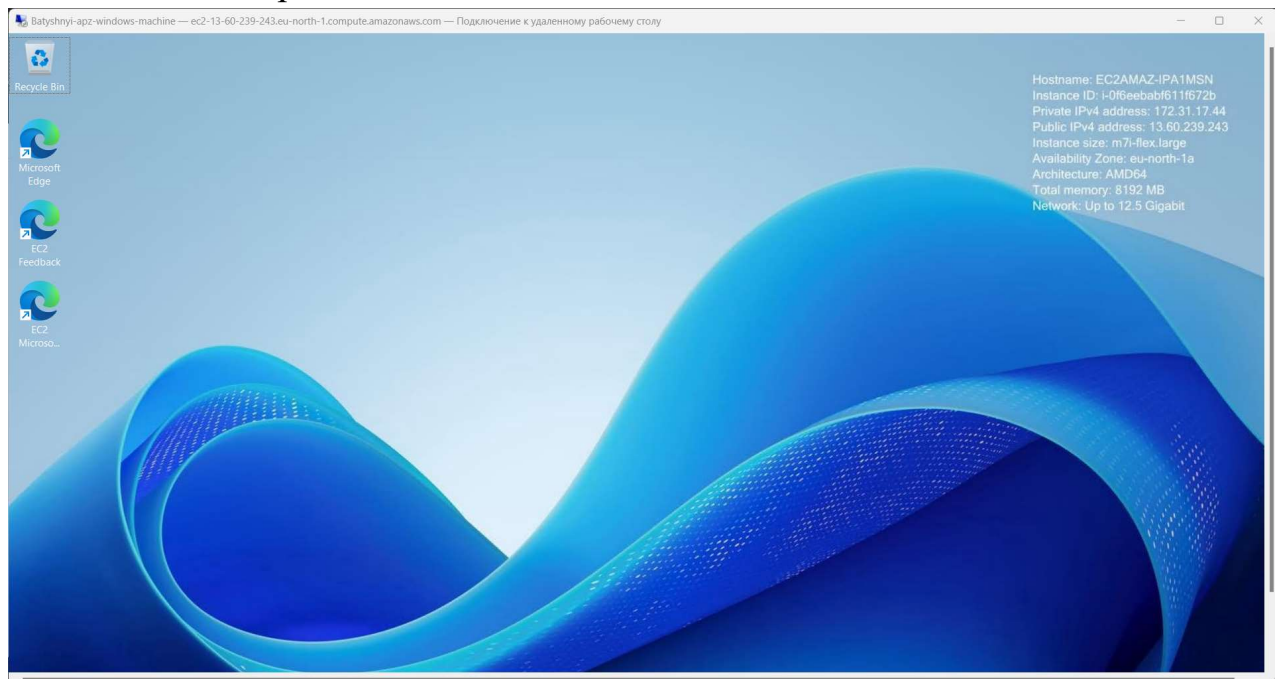 Batyshnyi-apz-windows-machine — ec2-13-60-239-243.eu-north-1.compute.amazonaws.com — Подключение к удаленному рабочему столу
Recycle Bin
Microsoft
Edge
EC2
Feedback
EC2
Microso...
Hostname: EC2AMAZ-IPA1MSN
Instance ID: i-0f6eebabf611f672b
Private IPv4 address: 172.31.17.44
Public IPv4 address: 13.60.239.243
Instance size: m7i-flex.large
Availability Zone: eu-north-1a
Architecture: AMD64
Total memory: 8192 MB
Network: Up to 12.5 Gigabit